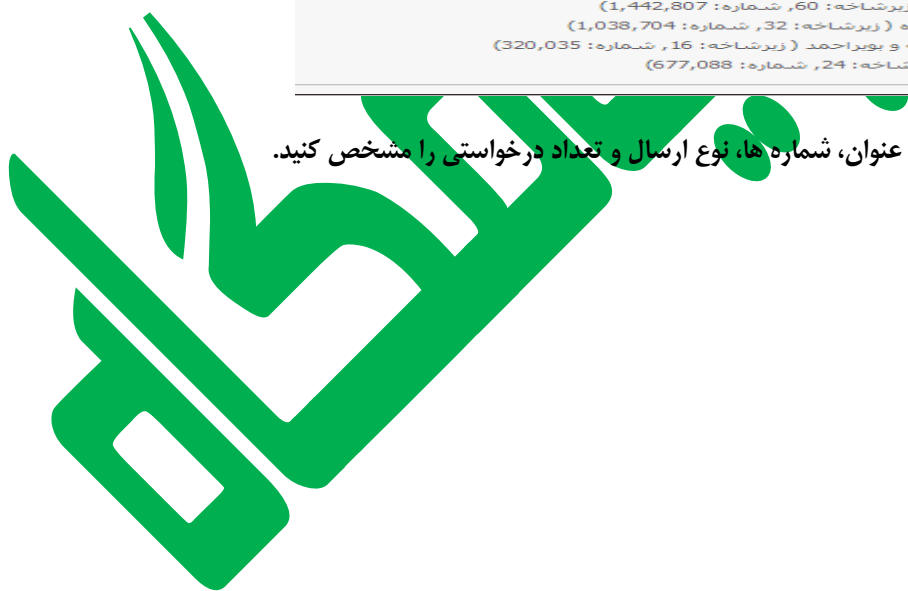 زیرشاخه: 60, شماره: 1,442,807)
ه ( زیرشاخه: 32, شماره: 1,038,704)
و بویراحمد ( زیرشاخه: 16, شماره: 320,035)
شاخه: 24, شماره: 677,088)
عنوان، شماره ها، نوع ارسال و تعداد درخواستی را مشخص کنید.